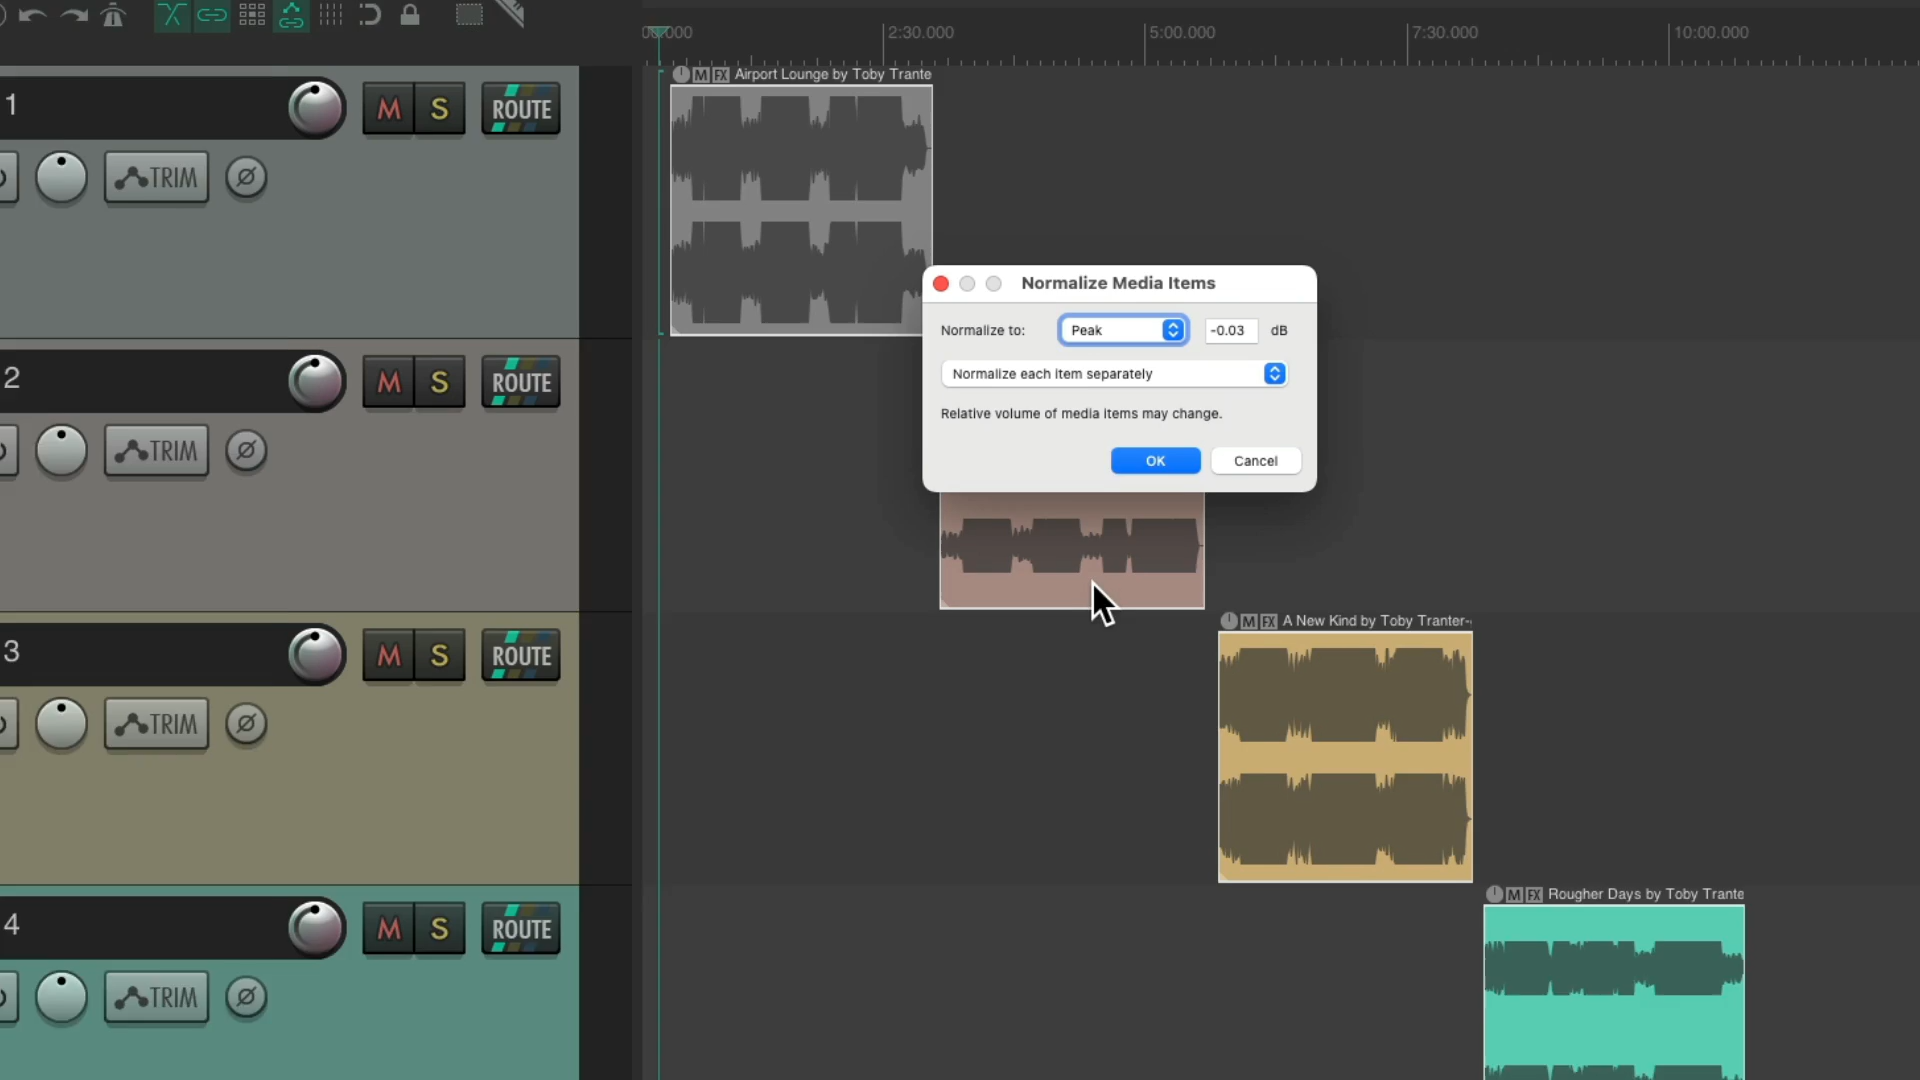 00:000
2:30.000
5:00.000
7:30.000
10:00.000
M FX Airport Lounge by Toby Trante
1
M S ROUTE
TRIM
Normalize Media Items
Normalize to: Peak -0.03 dB
Normalize each item separately
Relative volume of media items may change.
OK Cancel
2
M S ROUTE
TRIM
M FX A New Kind by Toby Tranter-
3
M S ROUTE
TRIM
M FX Rougher Days by Toby Trante
4
M S ROUTE
TRIM